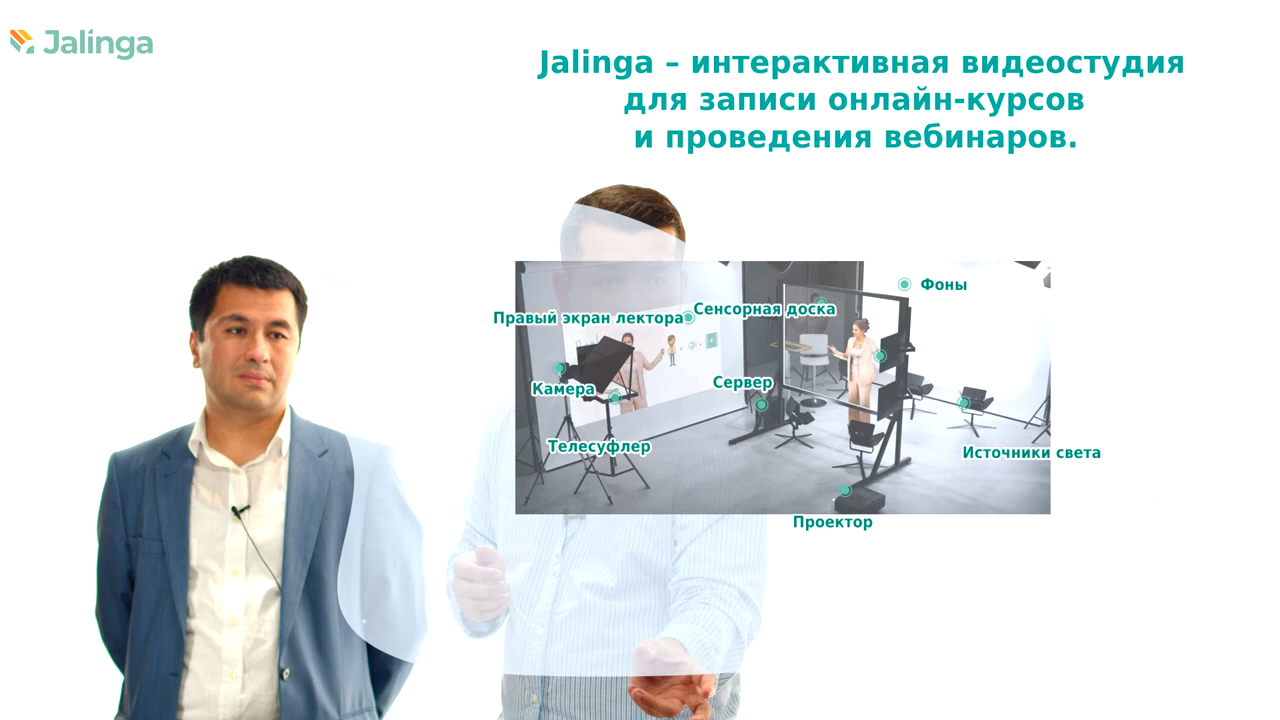 Jalinga
Jalinga – интерактивная видеостудия
для записи онлайн-курсов
и проведения вебинаров.
Фоны
Сенсорная доска
Правый экран лектора
Сервер
Камера
Телесуфлер
Источники света
Проектор